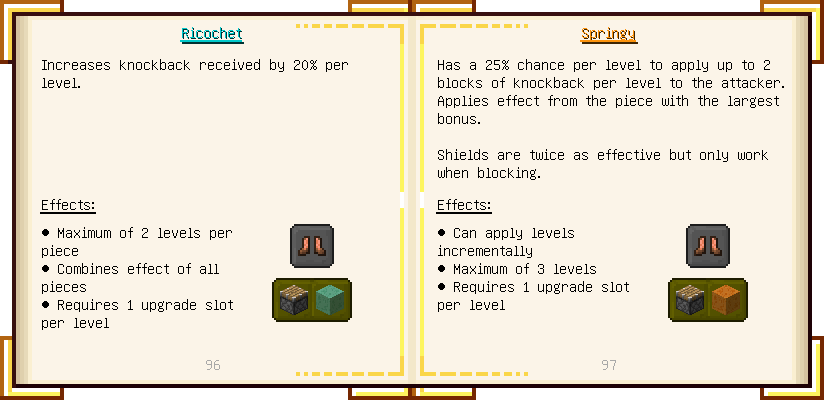 Ricochet
Increases knockback received by 20% per
level.
Effects:
● Maximum of 2 levels per
piece
● Combines effect of all
pieces
● Requires 1 upgrade slot
per level
96
Springy
Has a 25% chance per level to apply up to 2
blocks of knockback per level to the attacker.
Applies effect from the piece with the largest
bonus.
Shields are twice as effective but only work
when blocking.
Effects:
● Can apply levels
incrementally
● Maximum of 3 levels
● Requires 1 upgrade slot
per level
97